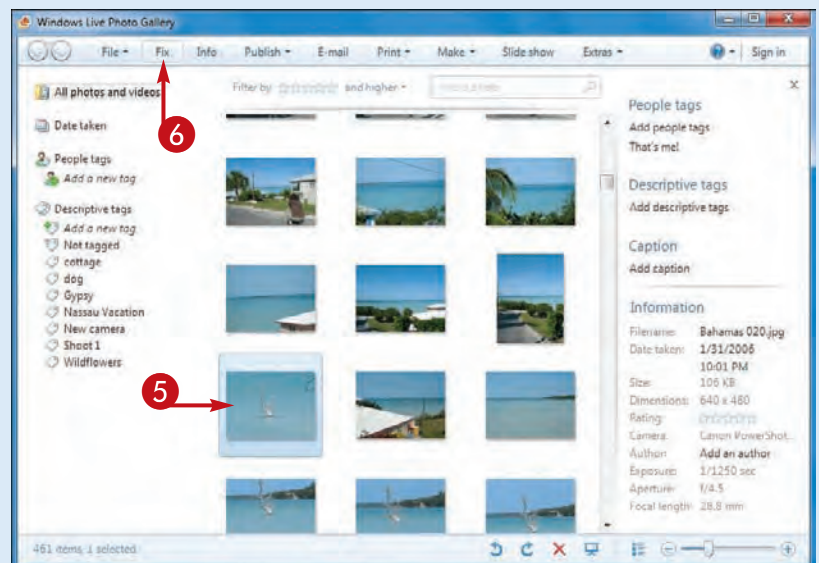 Windows Live Photo Gallery
File Fix Info Publish E-mail Print Make Slide show Extras Sign in
Filter by and higher
All photos and videos
6
Date taken
People tags
Add a new tag
Descriptive tags
Add a new tag
Not tagged
cottage
dog
Gypsy
Nassau Vacation
New camera
Shoot 1
Wildflowers
5
People tags
Add people tags
That's me!
Descriptive tags
Add descriptive tags
Caption
Add caption
Information
Filename: Bahamas 020.jpg
Date taken: 1/31/2006
10:01 PM
Size: 106 KB
Dimensions: 640 x 480
Rating:
Camera: Canon PowerShot...
Author: Add an author
Exposure: 1/1250 sec
Aperture: f/4.5
Focal length: 28.8 mm
461 items, 1 selected